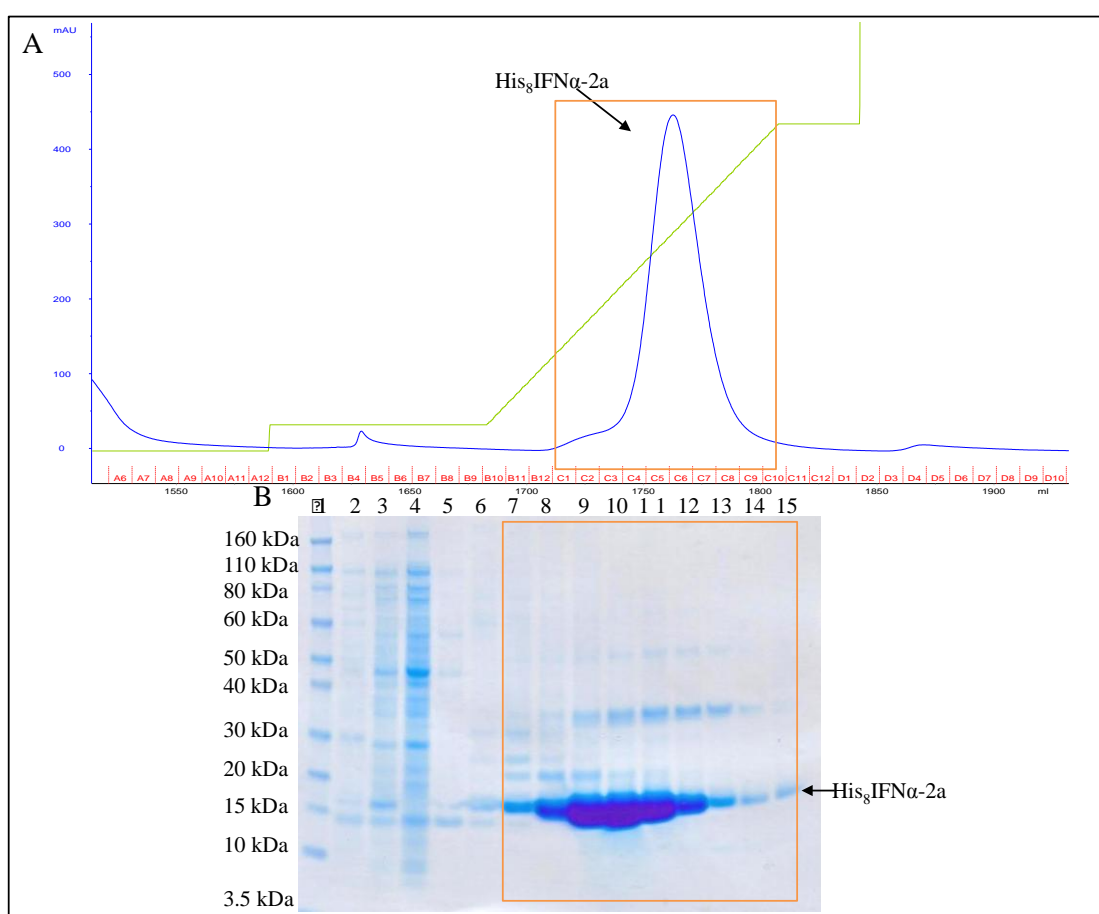 A
mAU
His₈IFNα-2a
500
400
300
200
100
0
A6 A7 A8 A9 A10 A11 A12 B1 B2 B3 B4 B5 B6 B7 B8 B9 B10 B11 B12 C1 C2 C3 C4 C5 C6 C7 C8 C9 C10 C11 C12 D1 D2 D3 D4 D5 D6 D7 D8 D9 D10
1550 1600 1650 1700 1750 1800 1850 1900 ml
B
1 2 3 4 5 6 7 8 9 10 1 1 12 13 14 15
160 kDa
110 kDa
80 kDa
60 kDa
50 kDa
40 kDa
30 kDa
20 kDa
15 kDa
10 kDa
3.5 kDa
His₈IFNα-2a